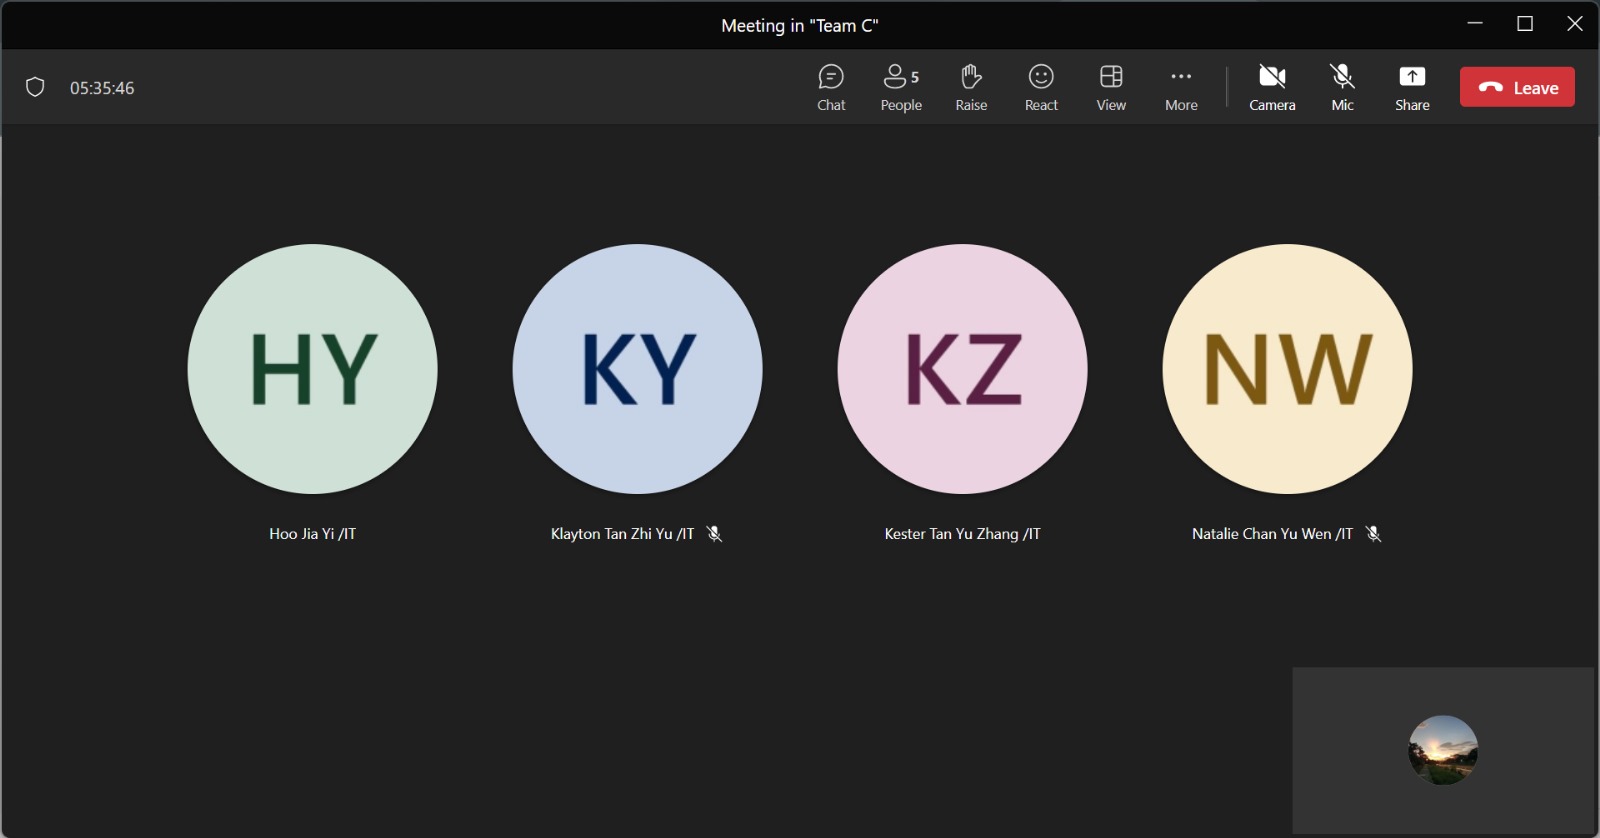 Meeting in "Team C"
05:35:46
5
Chat
People
Raise
React
View
More
Camera
Mic
Share
Leave
HY
KY
KZ
NW
Hoo Jia Yi /IT
Klayton Tan Zhi Yu /IT
Kester Tan Yu Zhang /IT
Natalie Chan Yu Wen /IT